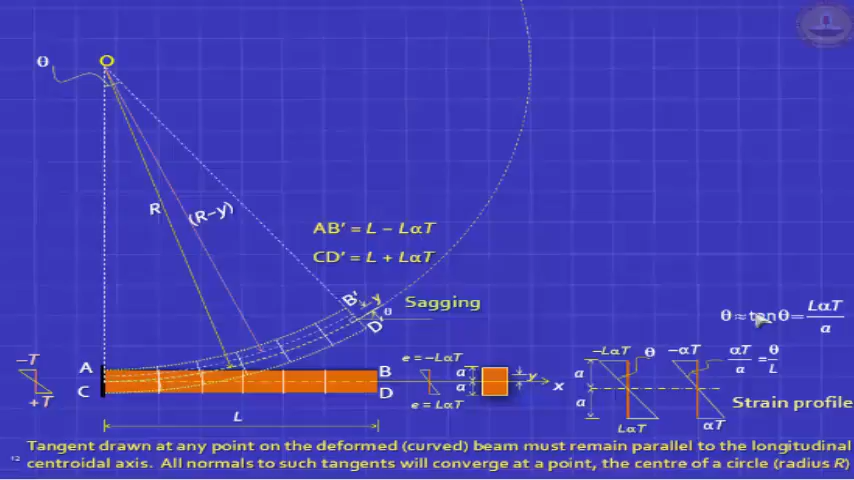 θ
O
R
(R−y)
AB' = L − LαT
CD' = L + LαT
B'
y
θ
D'
Sagging
θ ≈ tanθ = LαT
a
−T
+T
A
C
B
D
L
e = −LαT
e = LαT
a
a
y
x
a
a
−LαT
θ
LαT
−αT
αT
αT/a = θ/L
Strain profile
Tangent drawn at any point on the deformed (curved) beam must remain parallel to the longitudinal
12 centroidal axis. All normals to such tangents will converge at a point, the centre of a circle (radius R)